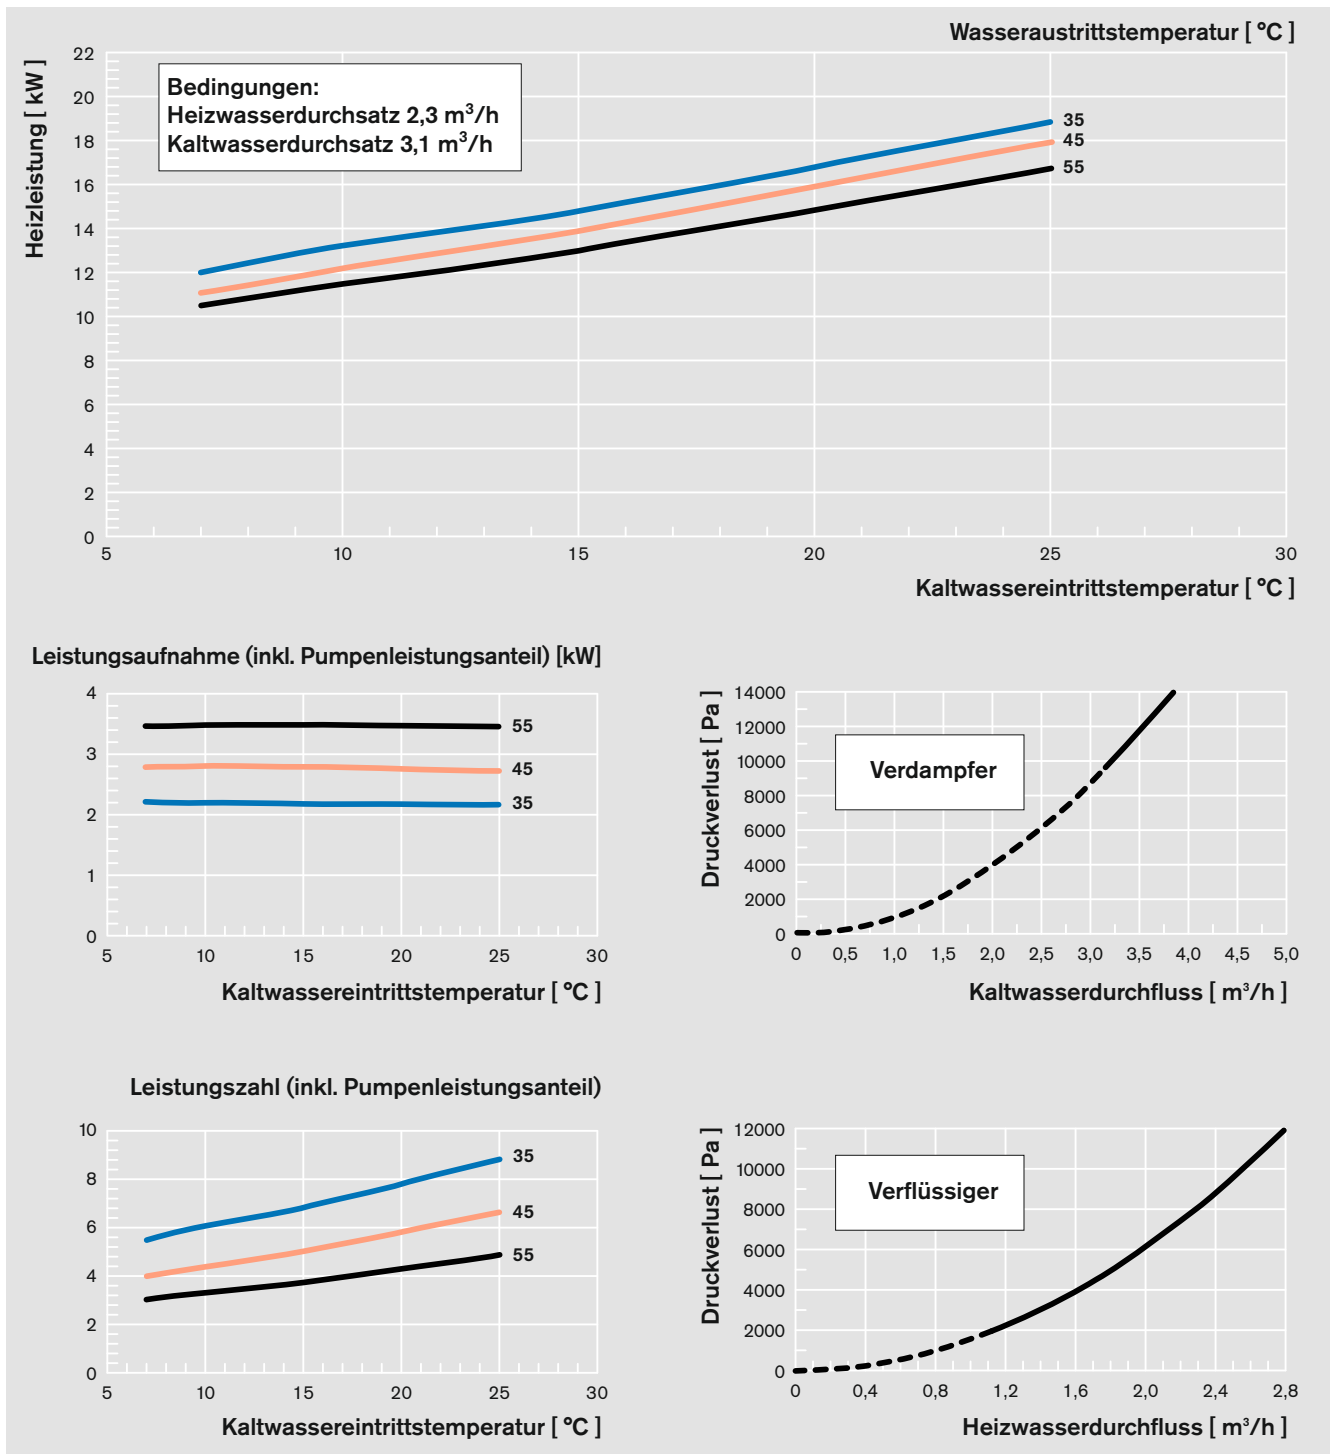 Wasseraustrittstemperatur [ °C ]
Heizleistung [ kW ]
22
20
18
16
14
12
10
8
6
4
2
0
Bedingungen:
Heizwasserdurchsatz 2,3 m³/h
Kaltwasserdurchsatz 3,1 m³/h
35
45
55
5 10 15 20 25 30
Kaltwassereintrittstemperatur [ °C ]
Leistungsaufnahme (inkl. Pumpenleistungsanteil) [kW]
4
3
2
1
0
55
45
35
5 10 15 20 25 30
Kaltwassereintrittstemperatur [ °C ]
Druckverlust [ Pa ]
14000
12000
10000
8000
6000
4000
2000
0
Verdampfer
0 0,5 1,0 1,5 2,0 2,5 3,0 3,5 4,0 4,5 5,0
Kaltwasserdurchfluss [ m³/h ]
Leistungszahl (inkl. Pumpenleistungsanteil)
10
8
6
4
2
0
35
45
55
5 10 15 20 25 30
Kaltwassereintrittstemperatur [ °C ]
Druckverlust [ Pa ]
12000
10000
8000
6000
4000
2000
0
Verflüssiger
0 0,4 0,8 1,2 1,6 2,0 2,4 2,8
Heizwasserdurchfluss [ m³/h ]